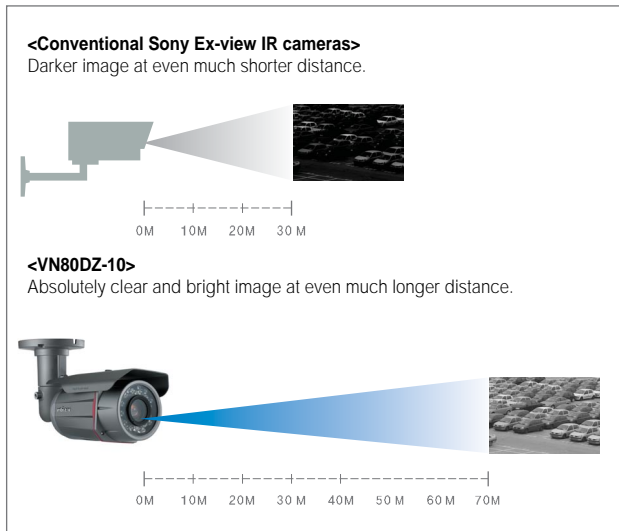 <Conventional Sony Ex-view IR cameras>
Darker image at even much shorter distance.
0M 10M 20M 30 M
<VN80DZ-10>
Absolutely clear and bright image at even much longer distance.
0M 10M 20M 30 M 40M 50 M 60 M 70M